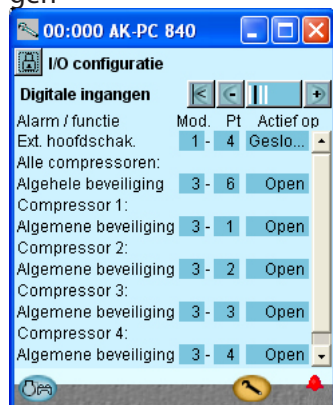 gen
00:000 AK-PC 840
I/O configuratie
Digitale ingangen
Alarm / functie Mod. Pt Actief op
Ext. hoofdschak. 1 - 4 Geslo...
Alle compressoren:
Algehele beveiliging 3 - 6 Open
Compressor 1:
Algemene beveiliging 3 - 1 Open
Compressor 2:
Algemene beveiliging 3 - 2 Open
Compressor 3:
Algemene beveiliging 3 - 3 Open
Compressor 4:
Algemene beveiliging 3 - 4 Open